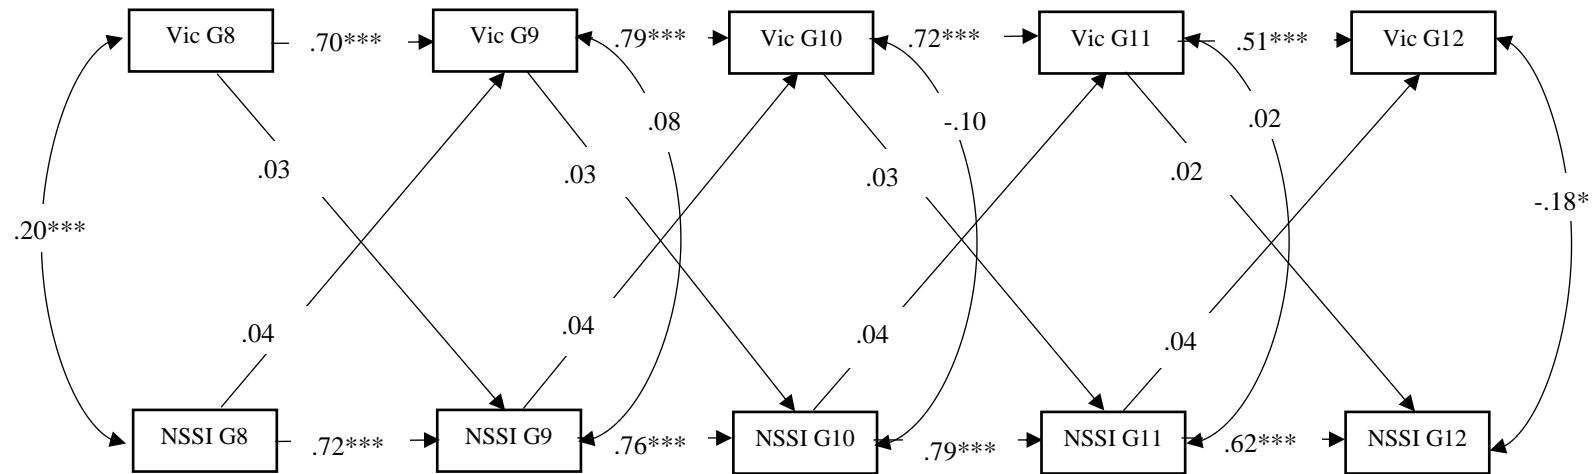 Vic G8 .70*** Vic G9 .79*** Vic G10 .72*** Vic G11 .51*** Vic G12
.08 -.10 .02
.03 .03 .03 .02
.20*** -.18*
.04 .04 .04 .04
NSSI G8 .72*** NSSI G9 .76*** NSSI G10 .79*** NSSI G11 .62*** NSSI G12